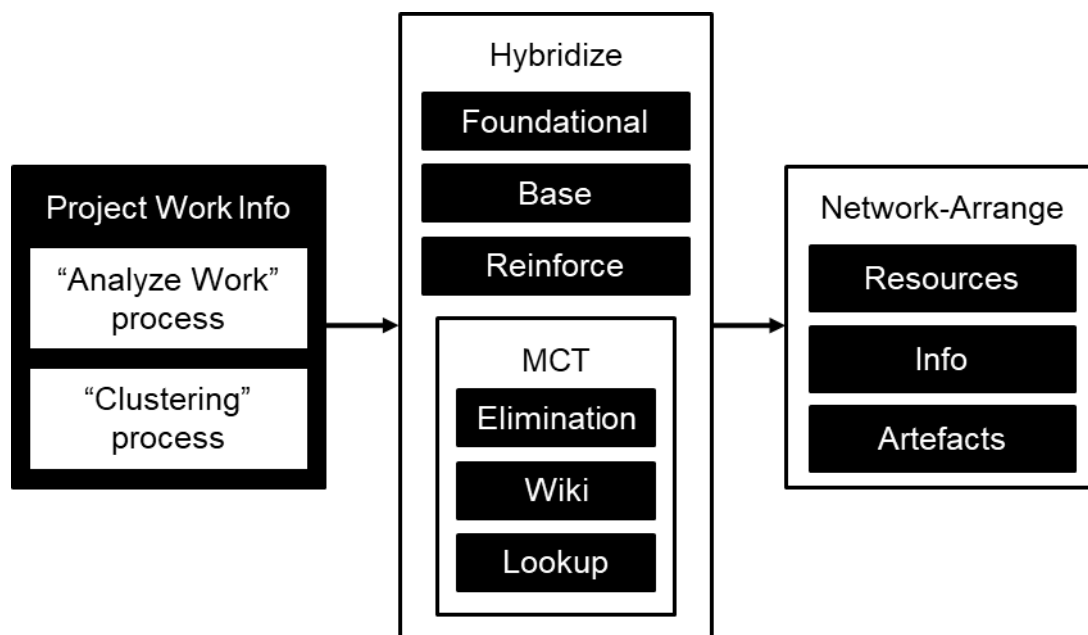 Project Work Info
“Analyze Work”
process
“Clustering”
process
Hybridize
Foundational
Base
Reinforce
MCT
Elimination
Wiki
Lookup
Network-Arrange
Resources
Info
Artefacts